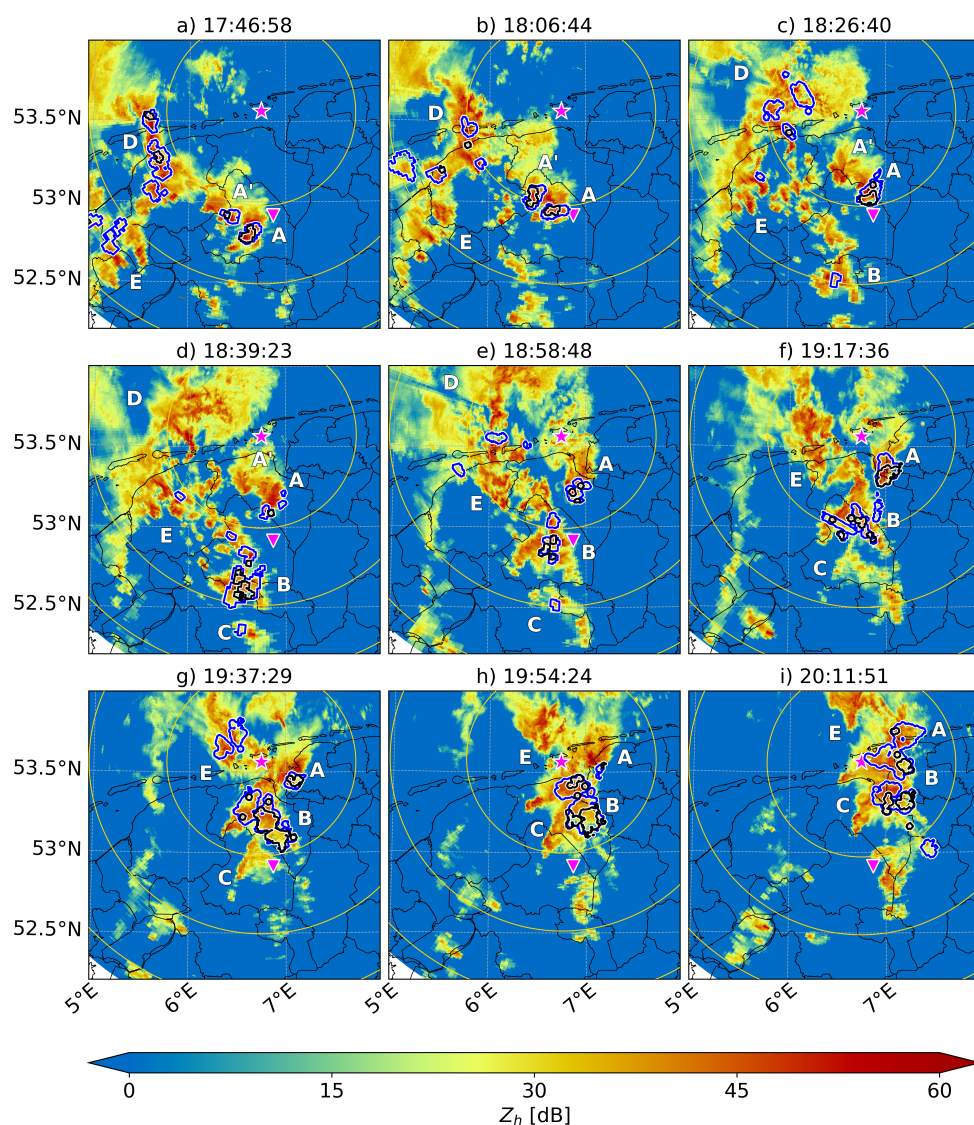 a) 17:46:58
b) 18:06:44
c) 18:26:40
53.5°N
53°N
52.5°N
D
A'
A
E
D
A'
A
E
D
A'
A
E
B
d) 18:39:23
e) 18:58:48
f) 19:17:36
53.5°N
53°N
52.5°N
D
A'
A
E
B
C
D
A
E
B
C
A
E
B
C
g) 19:37:29
h) 19:54:24
i) 20:11:51
53.5°N
53°N
52.5°N
E
A
B
C
E
A
B
C
A
B
C
5°E
6°E
7°E
5°E
6°E
7°E
5°E
6°E
7°E
0
15
30
45
60
Z_h [dB]